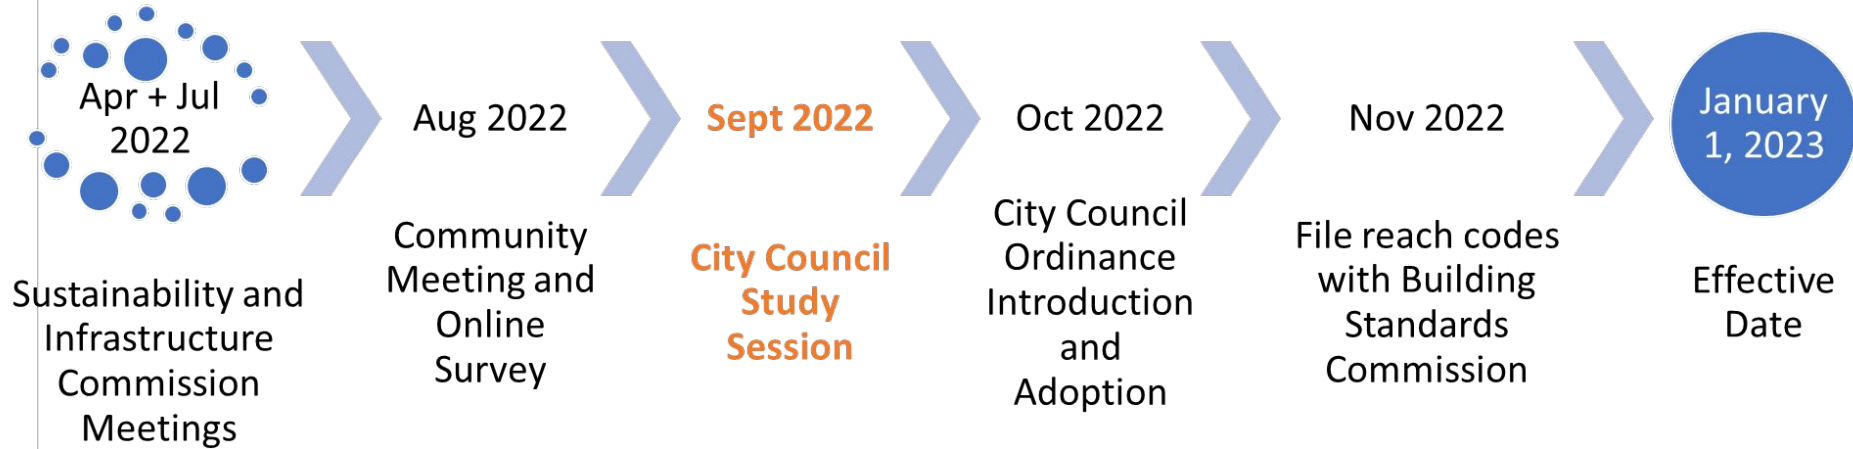 Apr + Jul
2022
Sustainability and
Infrastructure
Commission
Meetings
Aug 2022
Community
Meeting and
Online
Survey
Sept 2022
City Council
Study
Session
Oct 2022
City Council
Ordinance
Introduction
and
Adoption
Nov 2022
File reach codes
with Building
Standards
Commission
January
1, 2023
Effective
Date